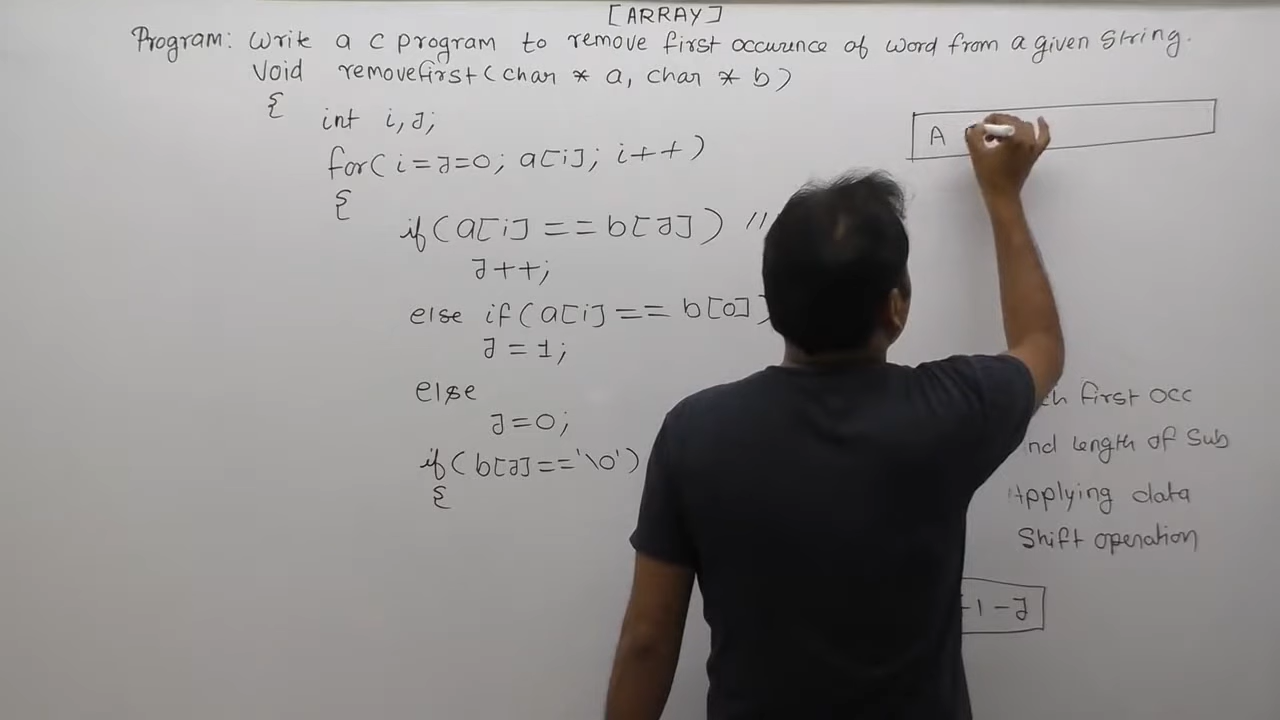 [ARRAY]
Program: Write a C program to remove first occurence of word from a given string.
Void removefirst(char * a, char * b)
{
int i,J;
for(i=J=0; a[i]; i++)
{
if(a[i]==b[J]) //
J++;
else if(a[i]==b[0])
J=1;
else
J=0;
if(b[J]=='\0')
{
A
first occ
length of Sub
Applying data
Shift operation
-1-J